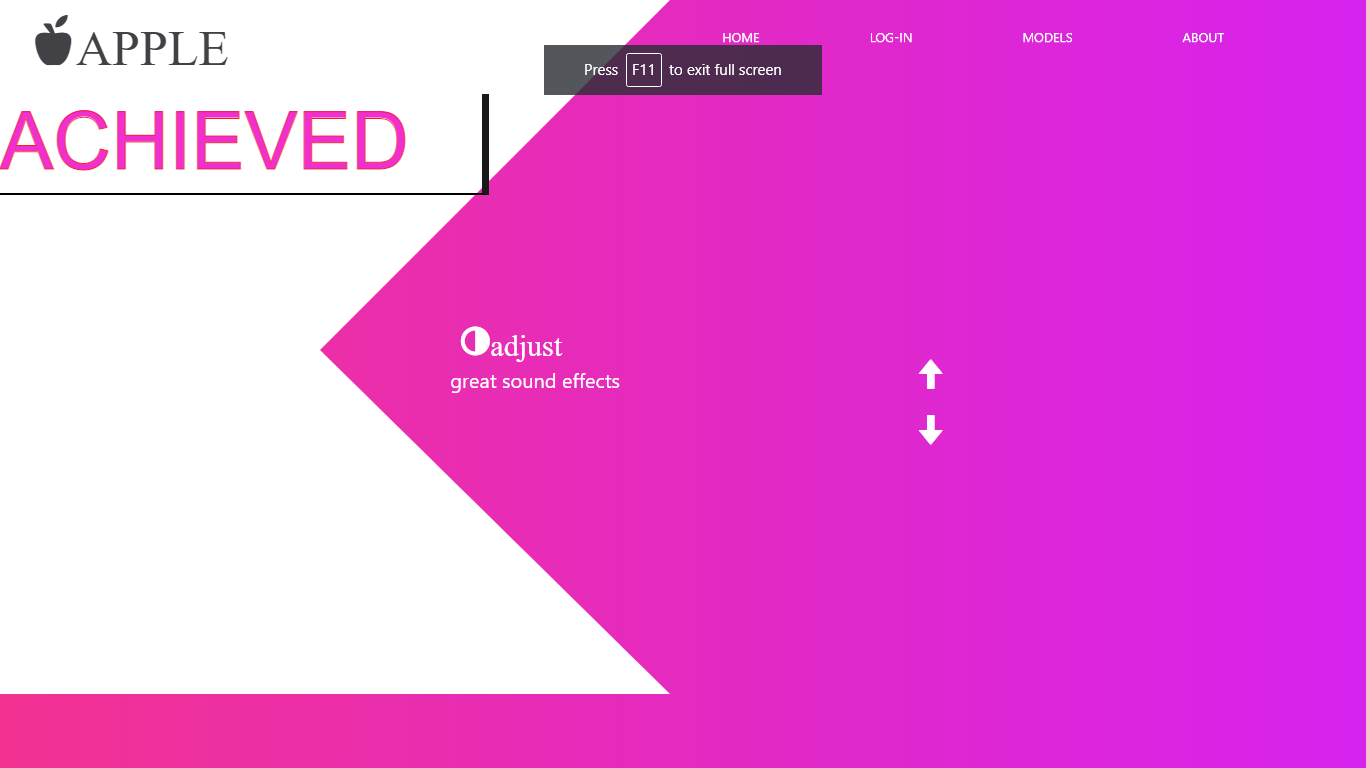 APPLE
HOME LOG-IN MODELS ABOUT
Press F11 to exit full screen
ACHIEVED
adjust
great sound effects